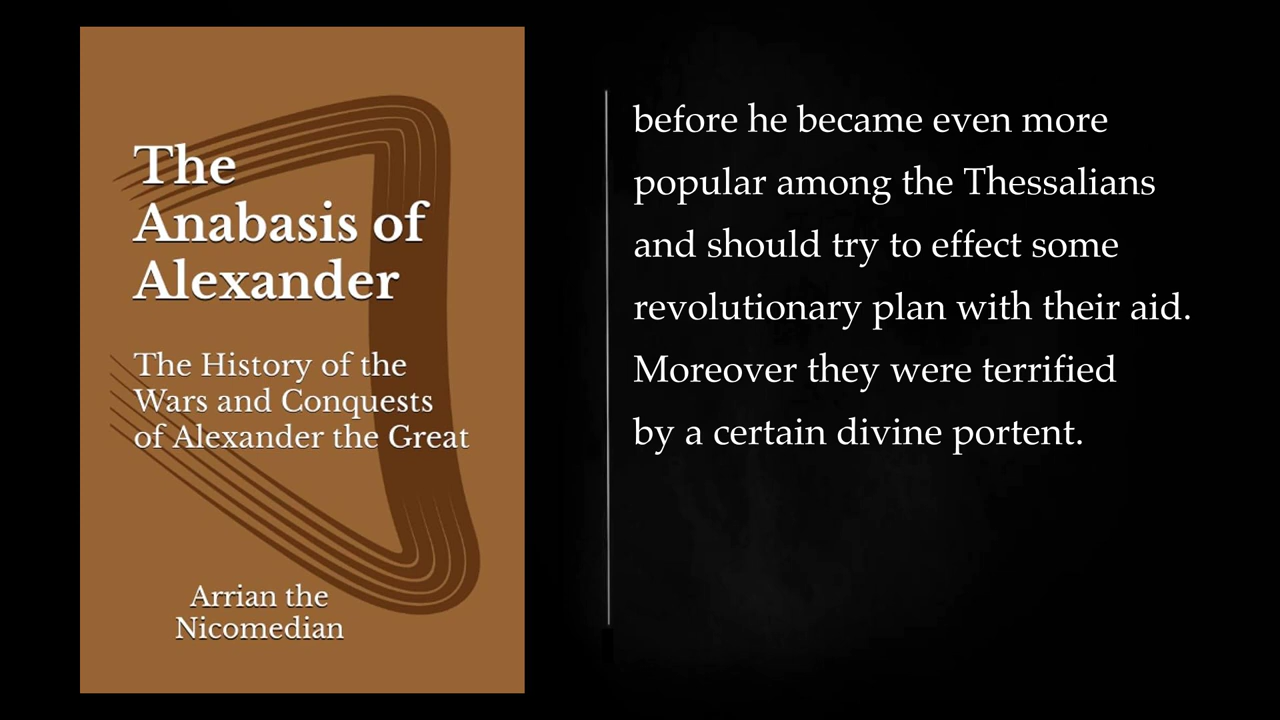 The
Anabasis of
Alexander
The History of the
Wars and Conquests
of Alexander the Great
Arrian the
Nicomedian
before he became even more
popular among the Thessalians
and should try to effect some
revolutionary plan with their aid.
Moreover they were terrified
by a certain divine portent.